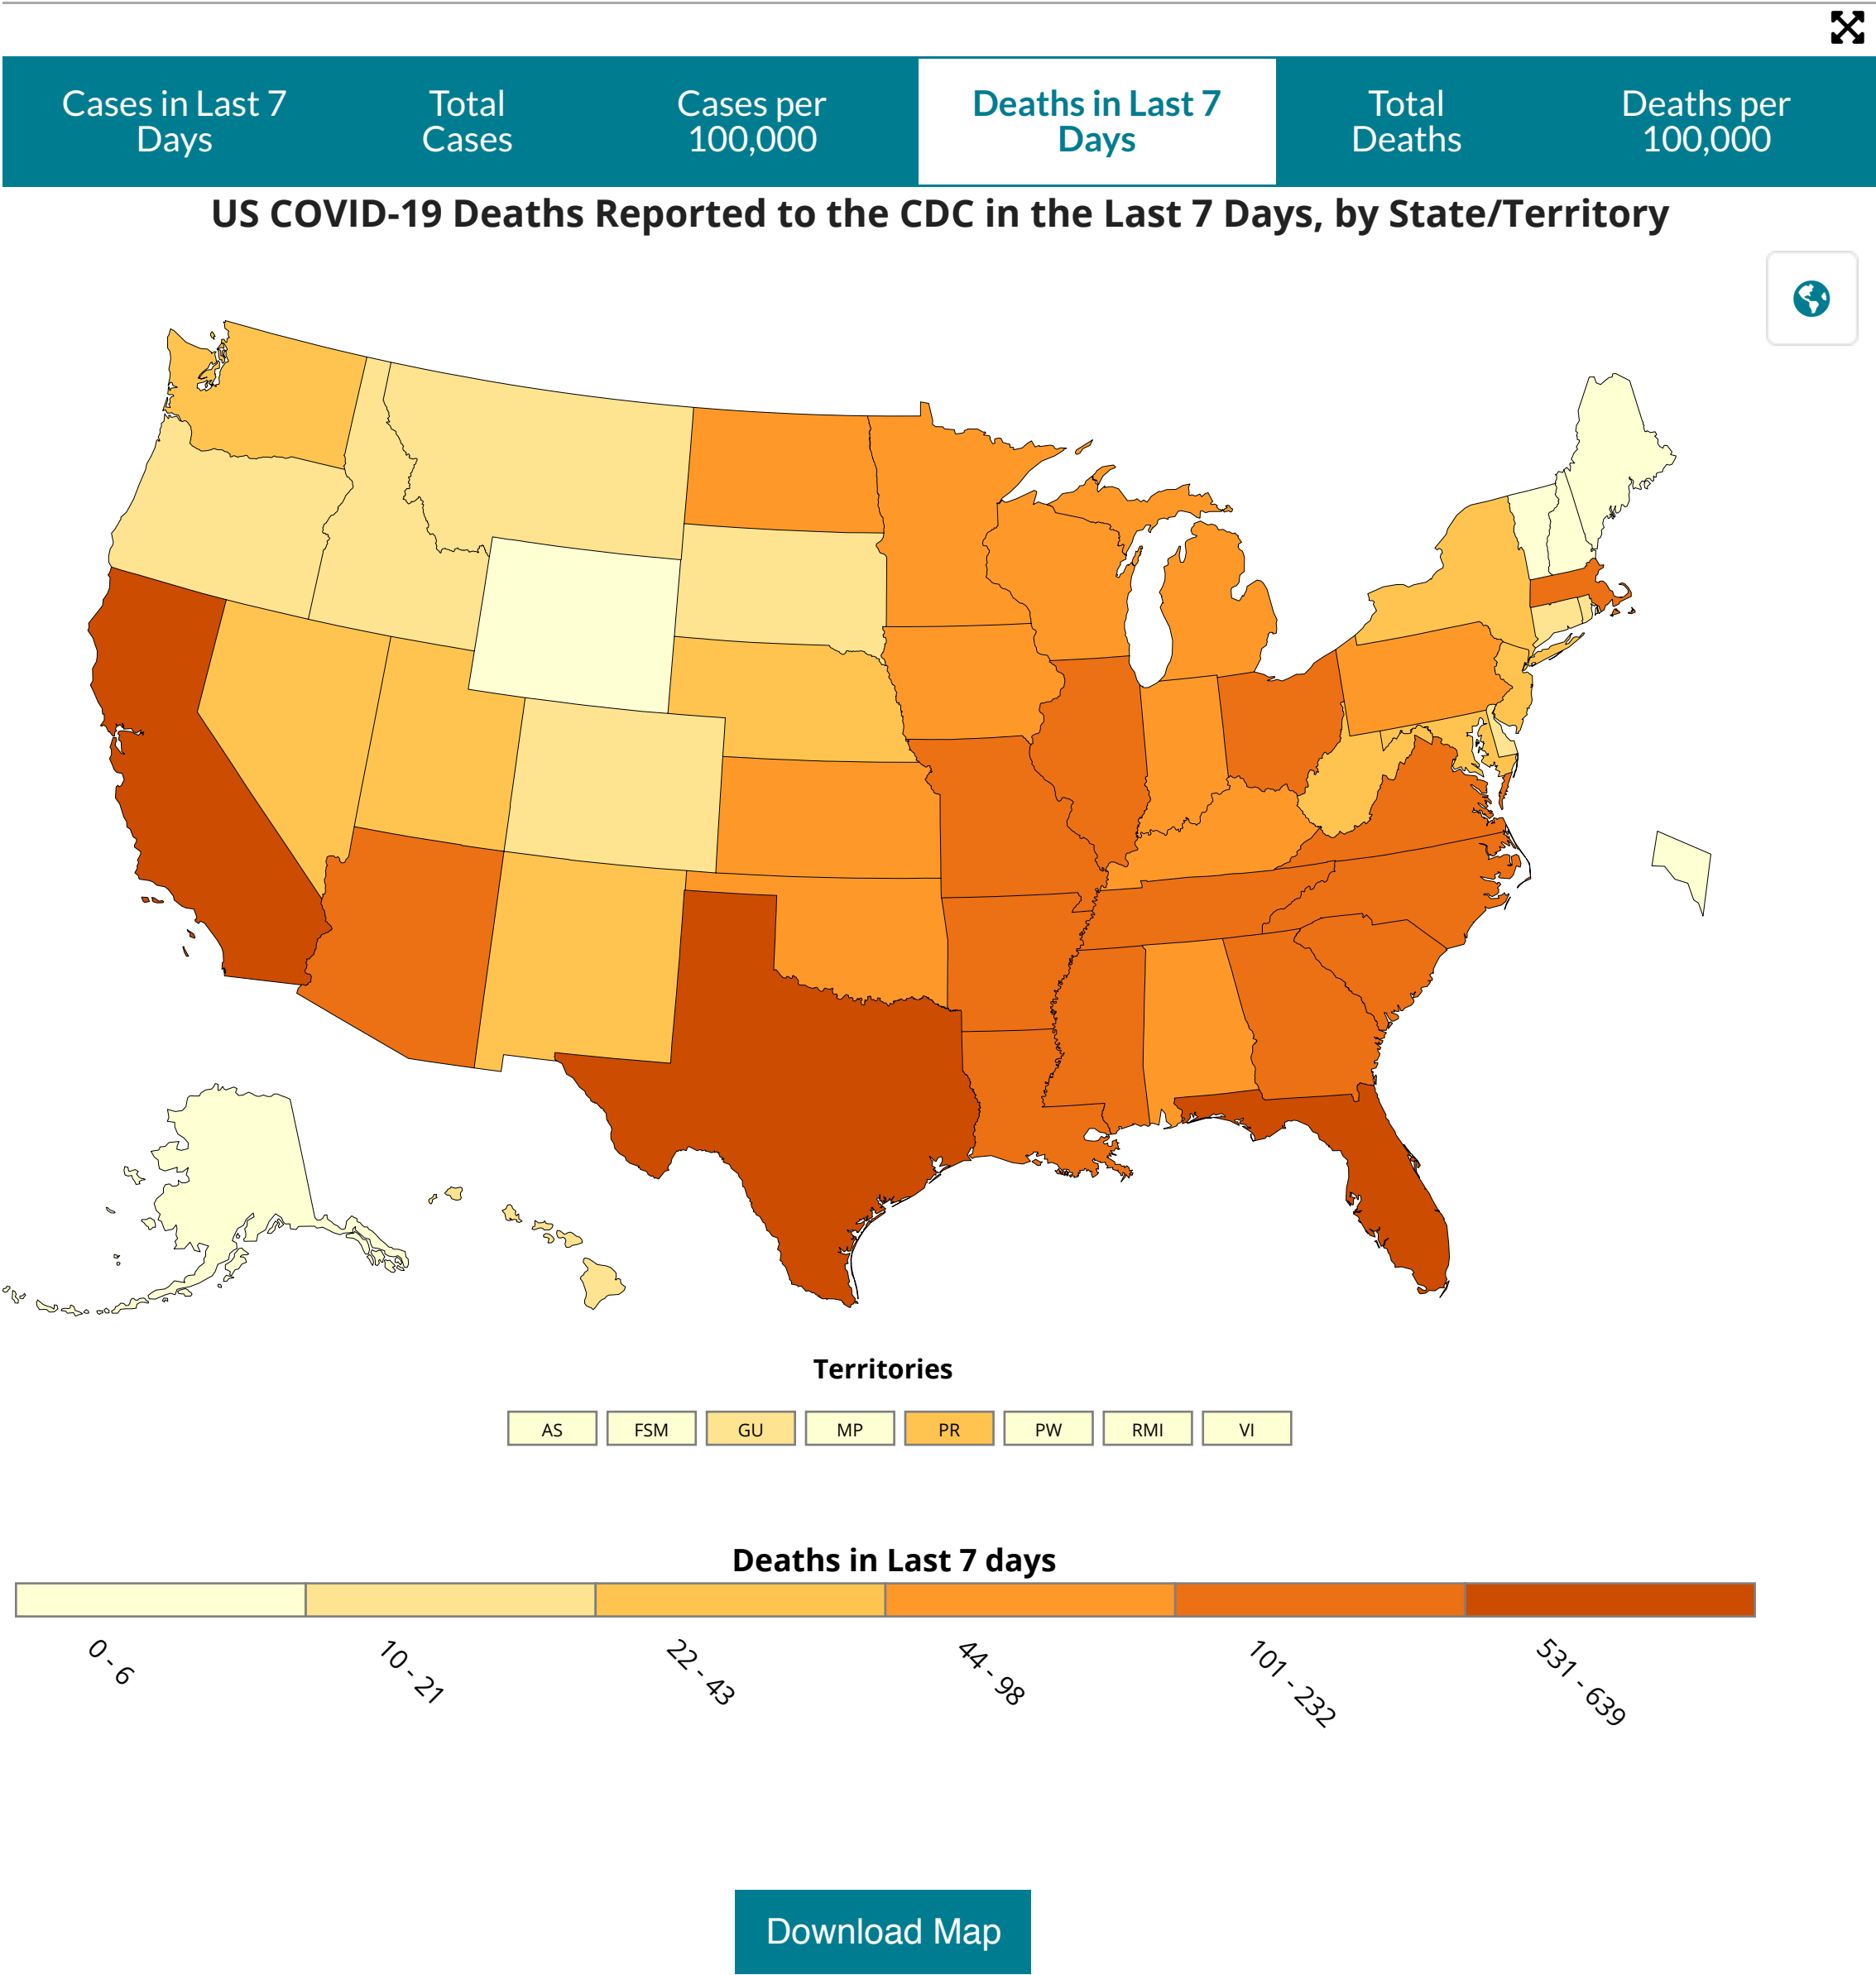 Cases in Last 7
Days
Total
Cases
Cases per
100,000
Deaths in Last 7
Days
Total
Deaths
Deaths per
100,000
US COVID-19 Deaths Reported to the CDC in the Last 7 Days, by State/Territory
Territories
AS
FSM
GU
MP
PR
PW
RMI
VI
Deaths in Last 7 days
0 - 6
10 - 21
22 - 43
44 - 98
101 - 232
531 - 639
Download Map